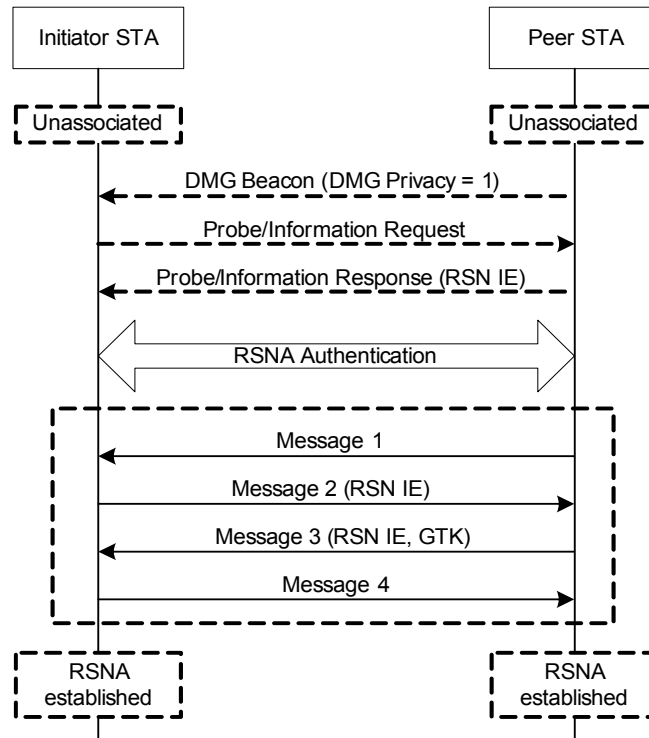 Initiator STA
Peer STA
Unassociated
Unassociated
DMG Beacon (DMG Privacy = 1)
Probe/Information Request
Probe/Information Response (RSN IE)
RSNA Authentication
Message 1
Message 2 (RSN IE)
Message 3 (RSN IE, GTK)
Message 4
RSNA
established
RSNA
established